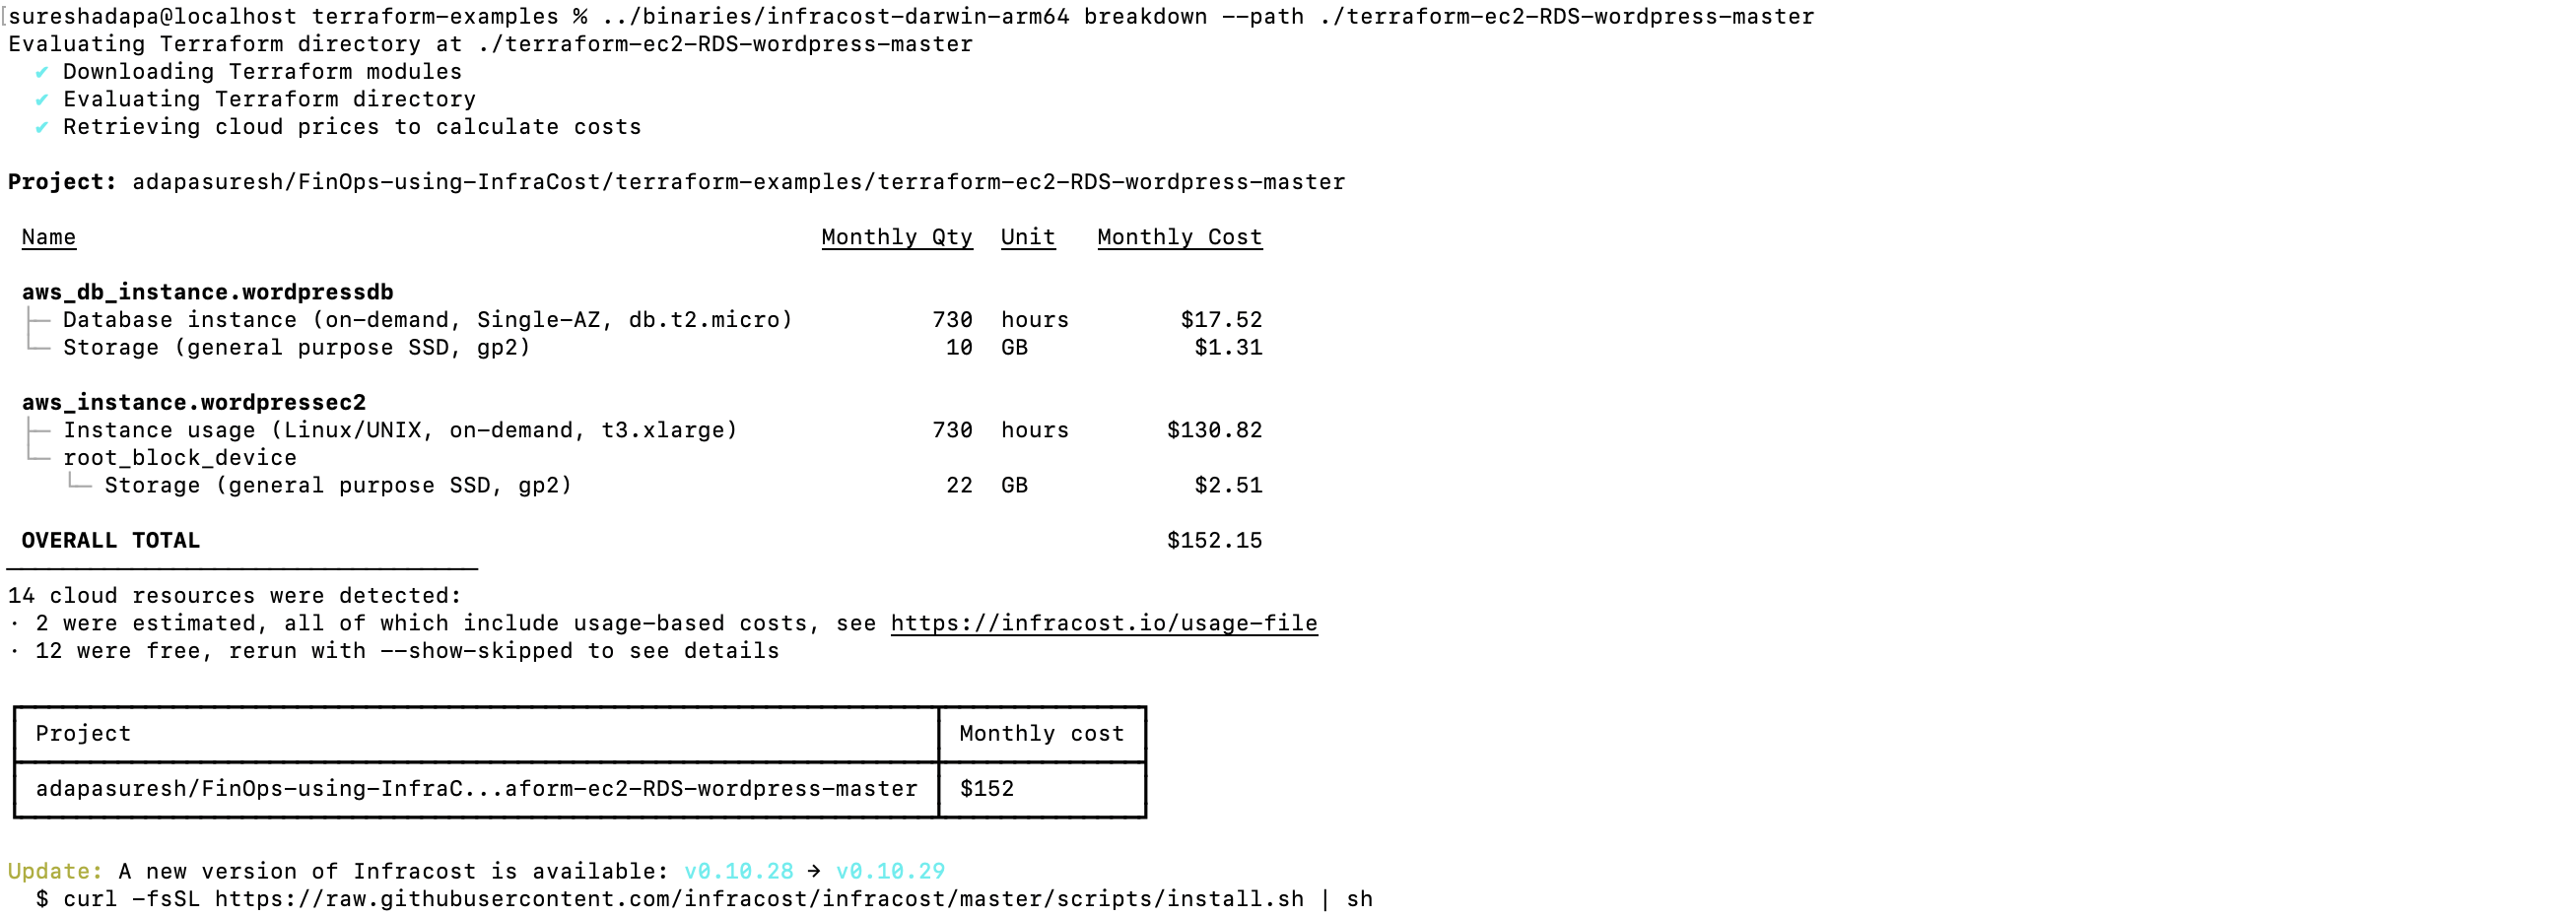 [sureshadapa@localhost terraform-examples % ../binaries/infracost-darwin-arm64 breakdown --path ./terraform-ec2-RDS-wordpress-master
Evaluating Terraform directory at ./terraform-ec2-RDS-wordpress-master
✔ Downloading Terraform modules
✔ Evaluating Terraform directory
✔ Retrieving cloud prices to calculate costs
Project: adapasuresh/FinOps-using-InfraCost/terraform-examples/terraform-ec2-RDS-wordpress-master
Name Monthly Qty Unit Monthly Cost
aws_db_instance.wordpressdb
├─ Database instance (on-demand, Single-AZ, db.t2.micro) 730 hours $17.52
└─ Storage (general purpose SSD, gp2) 10 GB $1.31
aws_instance.wordpressec2
├─ Instance usage (Linux/UNIX, on-demand, t3.xlarge) 730 hours $130.82
└─ root_block_device
└─ Storage (general purpose SSD, gp2) 22 GB $2.51
OVERALL TOTAL $152.15
14 cloud resources were detected:
∙ 2 were estimated, all of which include usage-based costs, see https://infracost.io/usage-file
∙ 12 were free, rerun with --show-skipped to see details
Project Monthly cost
adapasuresh/FinOps-using-InfraC...aform-ec2-RDS-wordpress-master $152
Update: A new version of Infracost is available: v0.10.28 → v0.10.29
$ curl -fsSL https://raw.githubusercontent.com/infracost/infracost/master/scripts/install.sh | sh